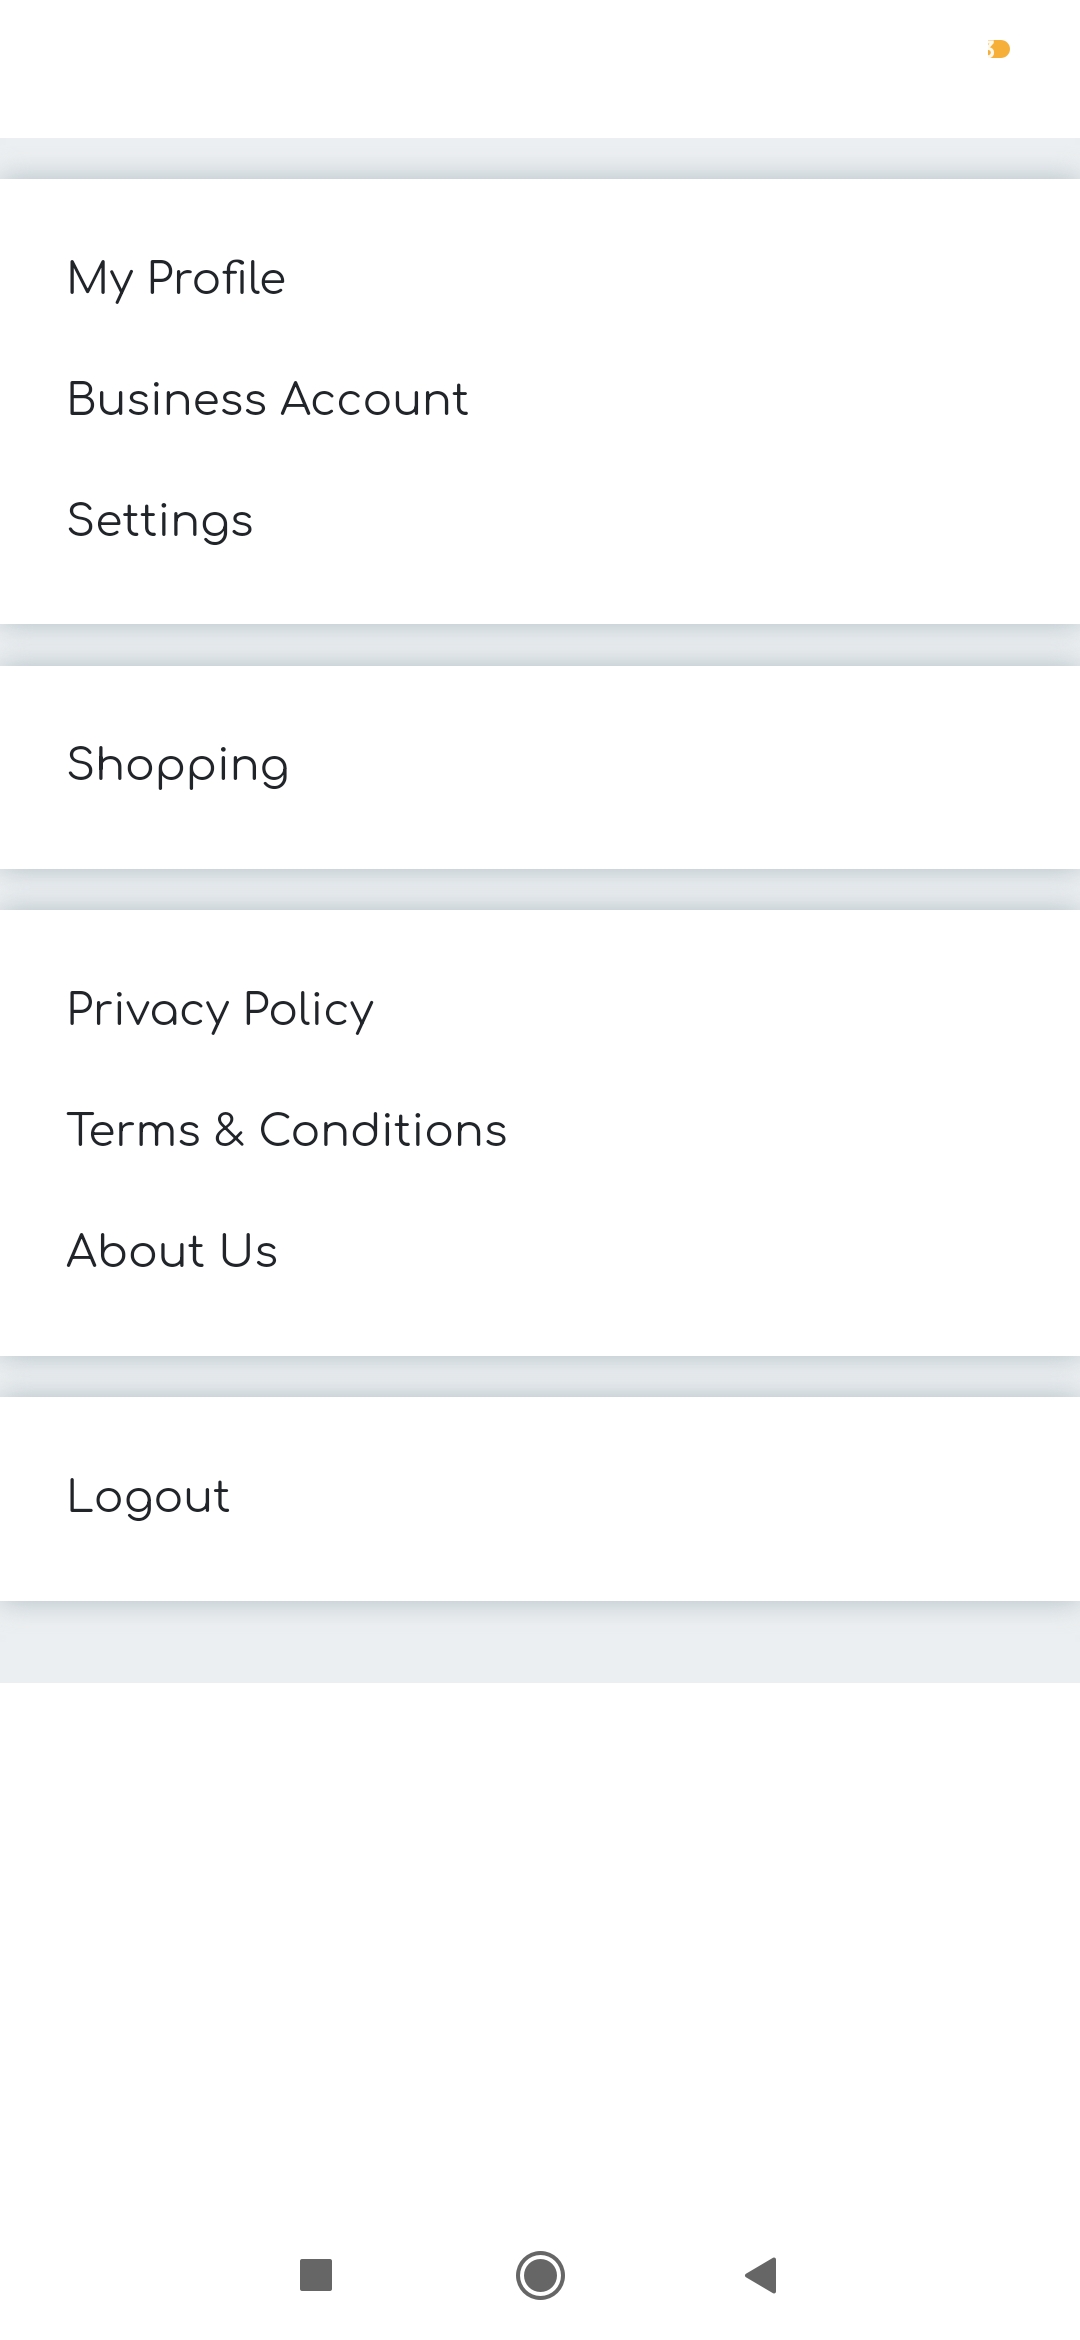 My Profile
Business Account
Settings
Shopping
Privacy Policy
Terms & Conditions
About Us
Logout